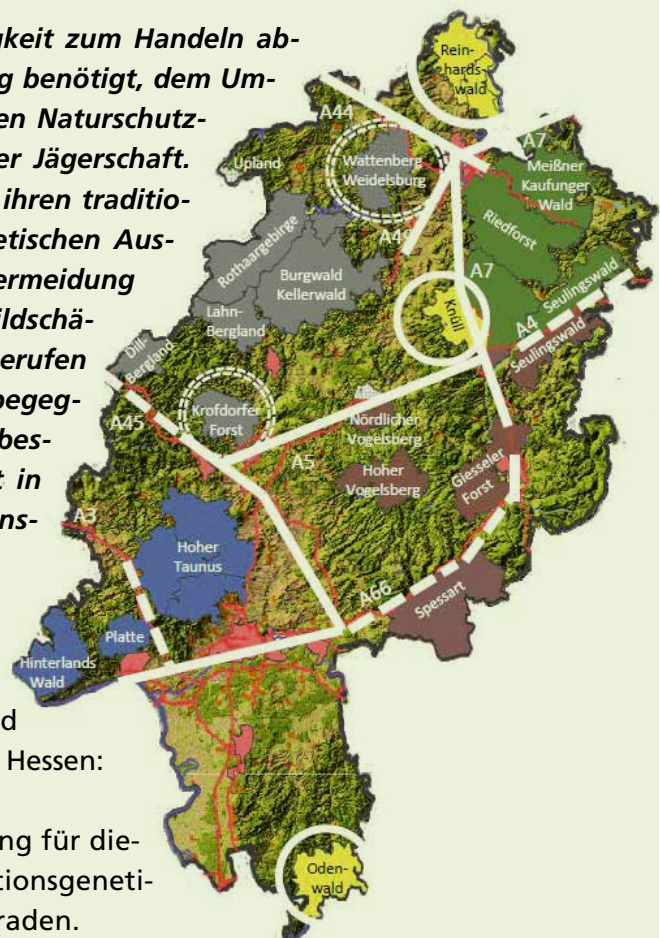 gkeit zum Handeln ab-
g benötigt, dem Um-
en Naturschutz-
er Jägerschaft.
ihren traditio-
etischen Aus-
ermeidung
ildschä-
erufen
begeg-
bes-
t in
ns-
d
Hessen:
ng für die-
tionsgeneti-
raden.
Rein-
hards-
wald
A44
A7
Upland
Wattenberg
Weidelsburg
Meißner
Kaufunger
Wald
Riedforst
Rothaargebirge
Burgwald
Kellerwald
A7
Seulingswald
Lahn-
Bergland
Knüll
A4
Seulingswald
Dill-
Bergland
Krofdorfer
Forst
A45
Nördlicher
Vogelsberg
A5
Hoher
Vogelsberg
Giesseler
Forst
A3
Hoher
Taunus
A66
Spessart
Platte
Hinterlands
Wald
Oden-
wald